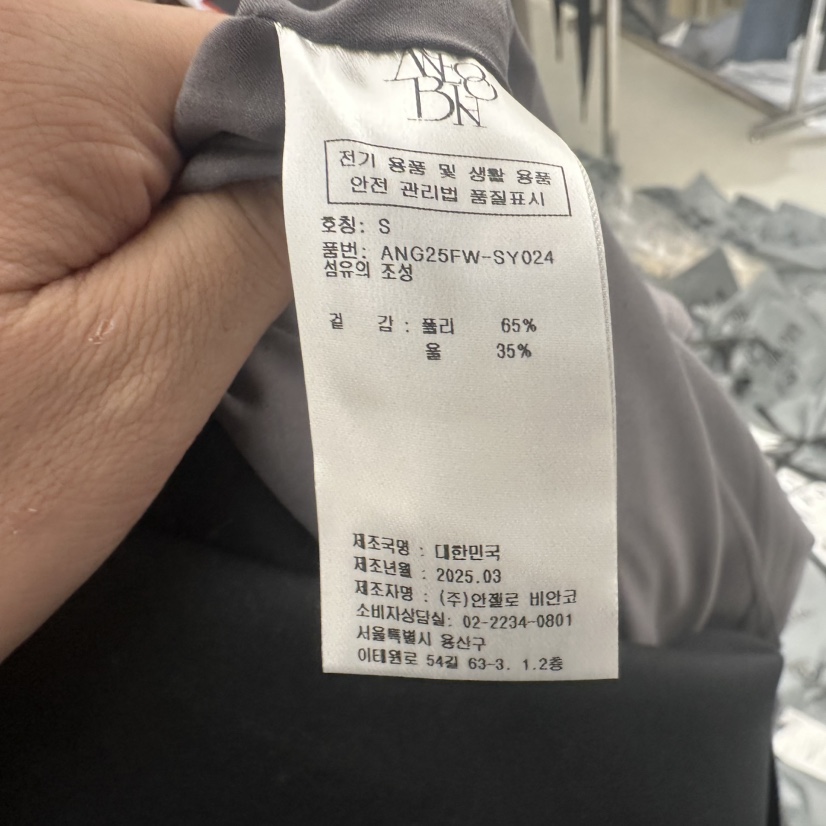 전기 용품 및 생활 용품
안전 관리법 품질표시
호칭: S
품번: ANG25FW-SY024
섬유의 조성
겉 감 : 폴리 65%
울 35%
제조국명 : 대한민국
제조년월 : 2025.03
제조자명 : (주)안젤로 비안코
소비자상담실: 02-2234-0801
서울특별시 용산구
이태원로 54길 63-3. 1.2층